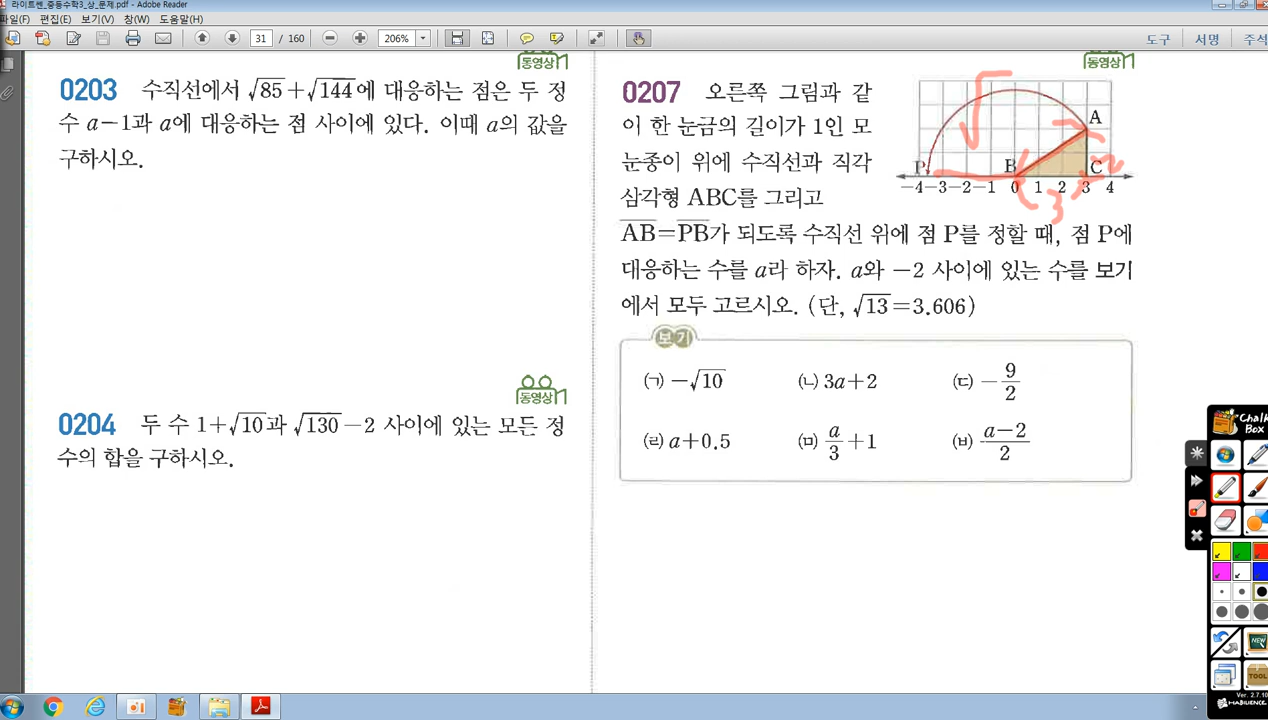 라이트쎈_중등수학3_상_문제.pdf - Adobe Reader
파일(F) 편집(E) 보기(V) 창(W) 도움말(H)
31 / 160 206% 도구 서명 주석
동영상
0203 수직선에서 √85+√144에 대응하는 점은 두 정
수 a−1과 a에 대응하는 점 사이에 있다. 이때 a의 값을
구하시오.
동영상
0204 두 수 1+√10과 √130−2 사이에 있는 모든 정
수의 합을 구하시오.
동영상
0207 오른쪽 그림과 같
이 한 눈금의 길이가 1인 모
눈종이 위에 수직선과 직각
삼각형 ABC를 그리고
A
P B C
−4 −3 −2 −1 0 1 2 3 4
3 2
AB=PB가 되도록 수직선 위에 점 P를 정할 때, 점 P에
대응하는 수를 a라 하자. a와 −2 사이에 있는 수를 보기
에서 모두 고르시오. (단, √13=3.606)
보기
(ㄱ) −√10 (ㄴ) 3a+2 (ㄷ) −9/2
(ㄹ) a+0.5 (ㅁ) a/3+1 (ㅂ) (a−2)/2
Chalk
Box
NEW
TOOL
Ver. 2.7.10
HABILIENCE